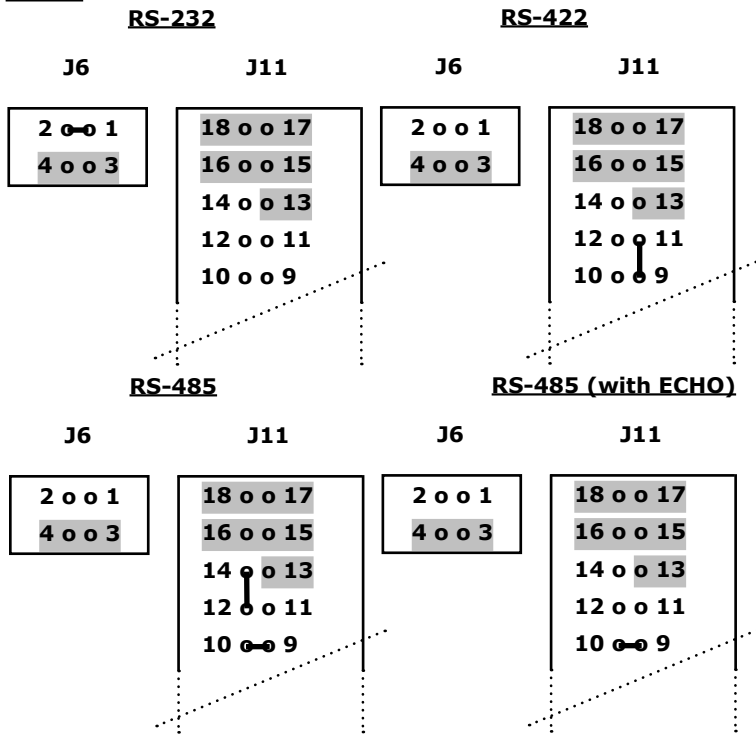 RS-232 RS-422
J6 J11 J6 J11
2 o o 1 18 o o 17 2 o o 1 18 o o 17
4 o o 3 16 o o 15 4 o o 3 16 o o 15
14 o o 13 14 o o 13
12 o o 11 12 o o 11
10 o o 9 10 o o 9
RS-485 RS-485 (with ECHO)
J6 J11 J6 J11
2 o o 1 18 o o 17 2 o o 1 18 o o 17
4 o o 3 16 o o 15 4 o o 3 16 o o 15
14 o o 13 14 o o 13
12 o o 11 12 o o 11
10 o o 9 10 o o 9